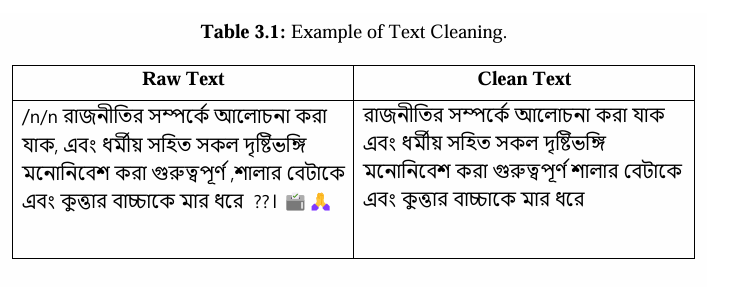 Table 3.1: Example of Text Cleaning.
Raw Text
Clean Text
/n/n রাজনীতির সম্পর্কে আলোচনা করা
যাক, এবং ধর্মীয় সহিত সকল দৃষ্টিভঙ্গি
মনোনিবেশ করা গুরুত্বপূর্ণ ,শালার বেটাকে
এবং কুত্তার বাচ্চাকে মার ধরে ??। 🗳️ 🙏
রাজনীতির সম্পর্কে আলোচনা করা যাক
এবং ধর্মীয় সহিত সকল দৃষ্টিভঙ্গি
মনোনিবেশ করা গুরুত্বপূর্ণ শালার বেটাকে
এবং কুত্তার বাচ্চাকে মার ধরে